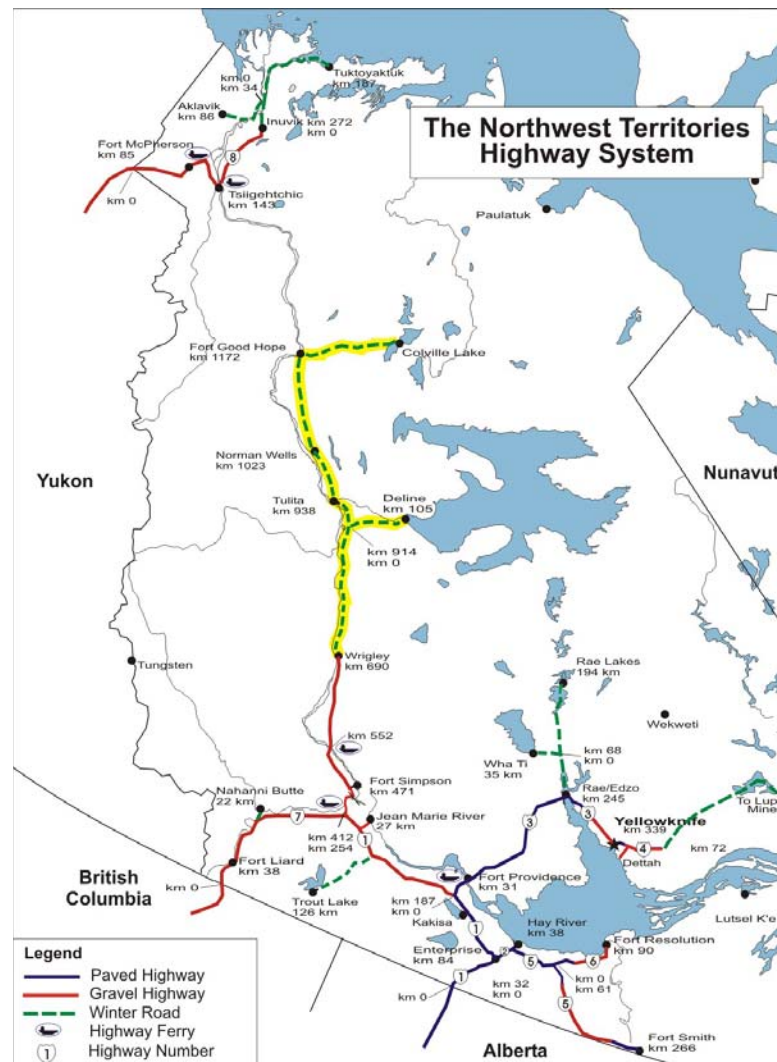 The Northwest Territories
Highway System
km 0
km 34
Tuktoyaktuk
km 187
Aklavik
km 86
Inuvik
km 272
km 0
Fort McPherson
km 85
8
Tsiigehtchic
km 143
km 0
Paulatuk
Fort Good Hope
km 1172
Colville Lake
Norman Wells
km 1023
Yukon
Nunavut
Tulita
km 938
Deline
km 105
km 914
km 0
Wrigley
km 690
Tungsten
Rae Lakes
194 km
Wekweti
km 552
Wha Ti
35 km
km 68
km 0
Fort Simpson
km 471
Rae/Edzo
km 245
To Lup
Mine
Nahanni Butte
22 km
7
Jean Marie River
27 km
3
3
Yellowknife
km 339
4
km 72
Dettah
km 412
km 254
1
Fort Liard
km 38
km 0
British
Columbia
Trout Lake
126 km
Fort Providence
km 31
km 187
km 0
Kakisa
1
Hay River
km 38
Lutsel K'e
Enterprise
km 84
2
5
Fort Resolution
km 90
6
km 0
km 61
1
km 0
km 32
km 0
5
Fort Smith
km 266
Alberta
Legend
Paved Highway
Gravel Highway
Winter Road
Highway Ferry
1
Highway Number